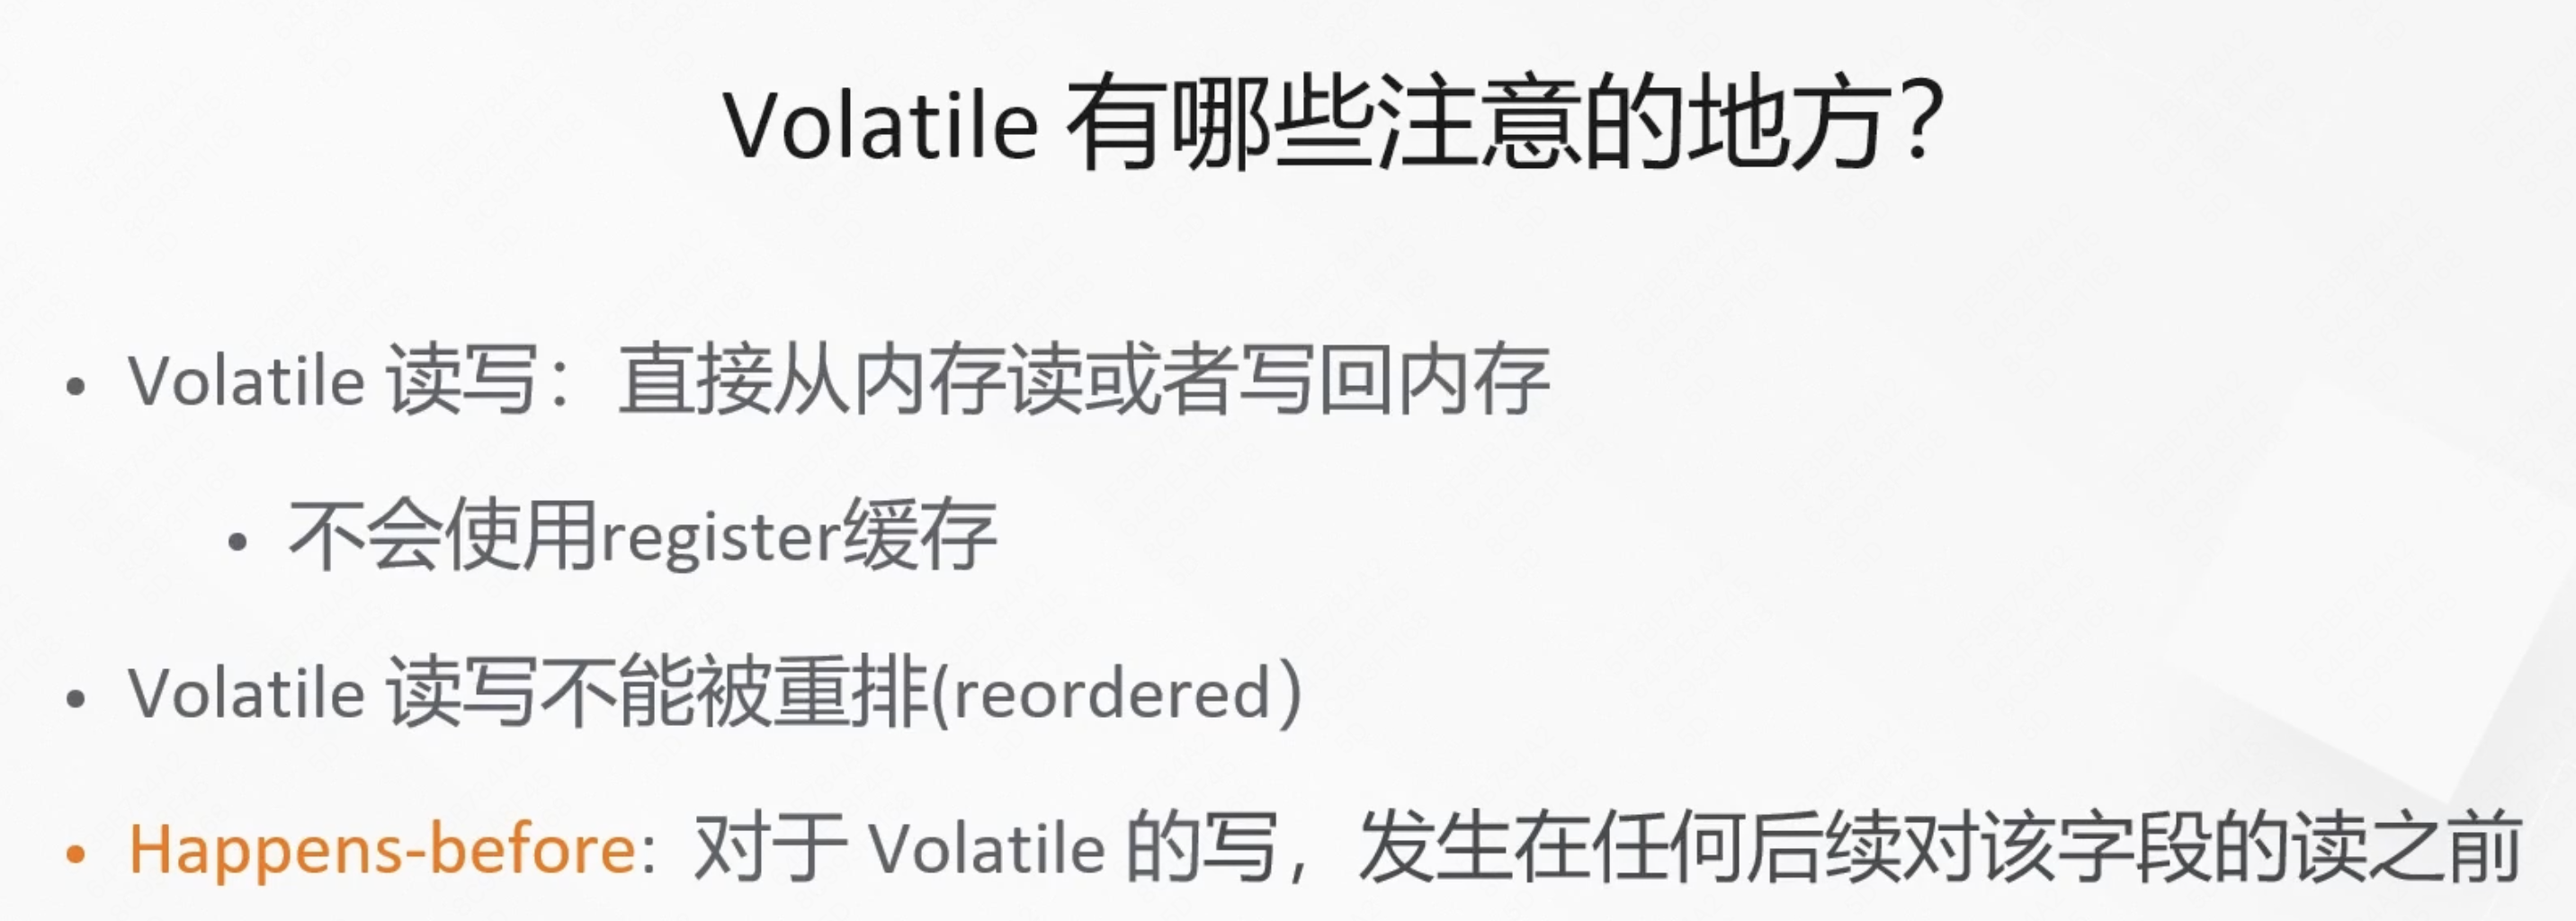 Volatile 有哪些注意的地方？
• Volatile 读写：直接从内存读或者写回内存
• 不会使用register缓存
• Volatile 读写不能被重排(reordered）
• Happens-before: 对于 Volatile 的写，发生在任何后续对该字段的读之前